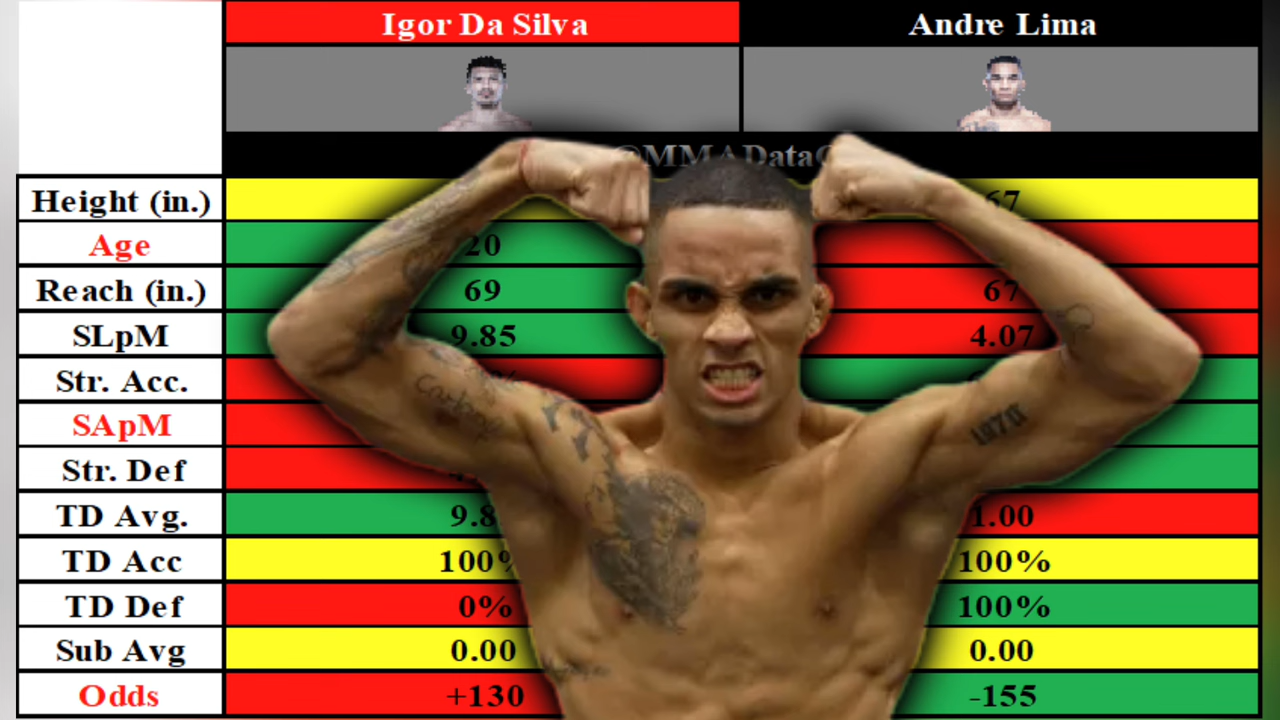 Igor Da Silva Andre Lima
Height (in.) 67
Age 20
Reach (in.) 69 67
SLpM 9.85 4.07
Str. Acc.
SApM
Str. Def
TD Avg. 1.00
TD Acc 100% 100%
TD Def 0% 100%
Sub Avg 0.00 0.00
Odds +130 -155